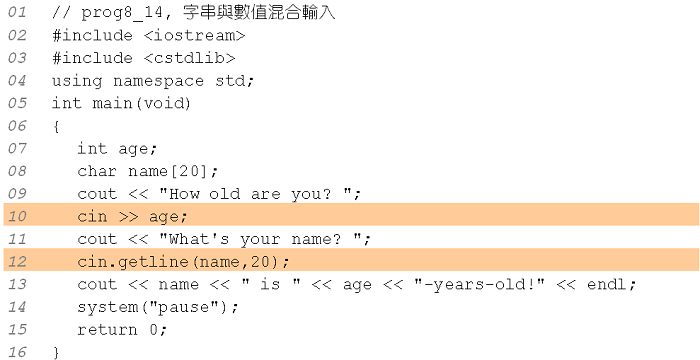 01 // prog8_14, 字串與數值混合輸入
02 #include <iostream>
03 #include <cstdlib>
04 using namespace std;
05 int main(void)
06 {
07 int age;
08 char name[20];
09 cout << "How old are you? ";
10 cin >> age;
11 cout << "What's your name? ";
12 cin.getline(name,20);
13 cout << name << " is " << age << "-years-old!" << endl;
14 system("pause");
15 return 0;
16 }